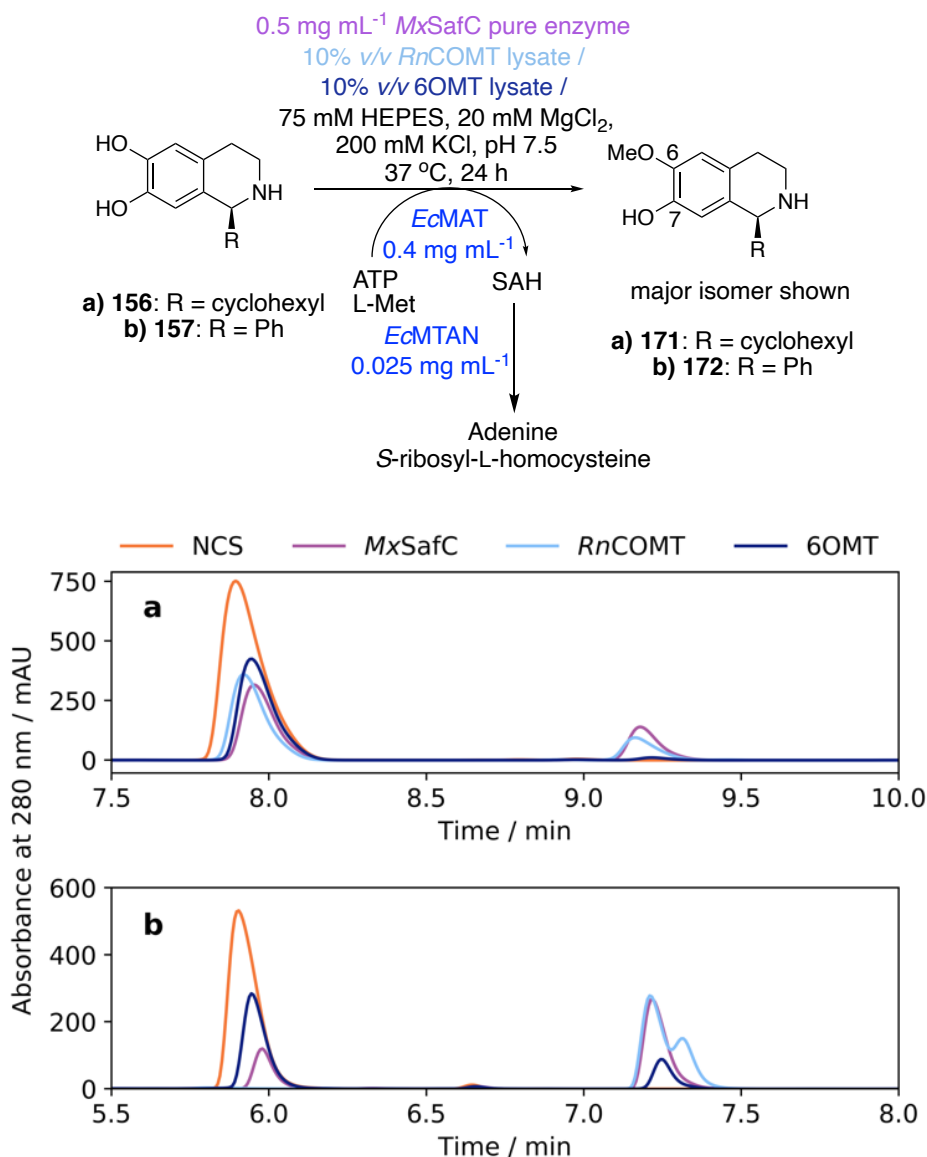 0.5 mg mL-1 MxSafC pure enzyme
10% v/v RnCOMT lysate /
10% v/v 6OMT lysate /
75 mM HEPES, 20 mM MgCl2,
200 mM KCl, pH 7.5
37 oC, 24 h
HO
HO
NH
R
EcMAT
0.4 mg mL-1
ATP
L-Met
SAH
EcMTAN
0.025 mg mL-1
Adenine
S-ribosyl-L-homocysteine
a) 156: R = cyclohexyl
b) 157: R = Ph
MeO
6
HO
7
NH
R
major isomer shown
a) 171: R = cyclohexyl
b) 172: R = Ph
NCS MxSafC RnCOMT 6OMT
Absorbance at 280 nm / mAU
a
750
500
250
0
7.5 8.0 8.5 9.0 9.5 10.0
Time / min
b
600
400
200
0
5.5 6.0 6.5 7.0 7.5 8.0
Time / min